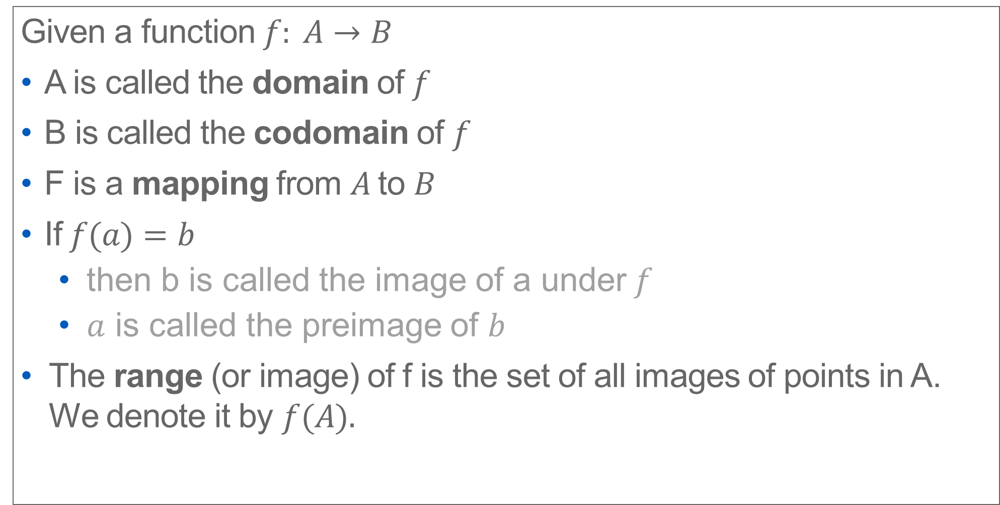 Given a function f: A → B
• A is called the domain of f
• B is called the codomain of f
• F is a mapping from A to B
• If f(a) = b
• then b is called the image of a under f
• a is called the preimage of b
• The range (or image) of f is the set of all images of points in A.
We denote it by f(A).